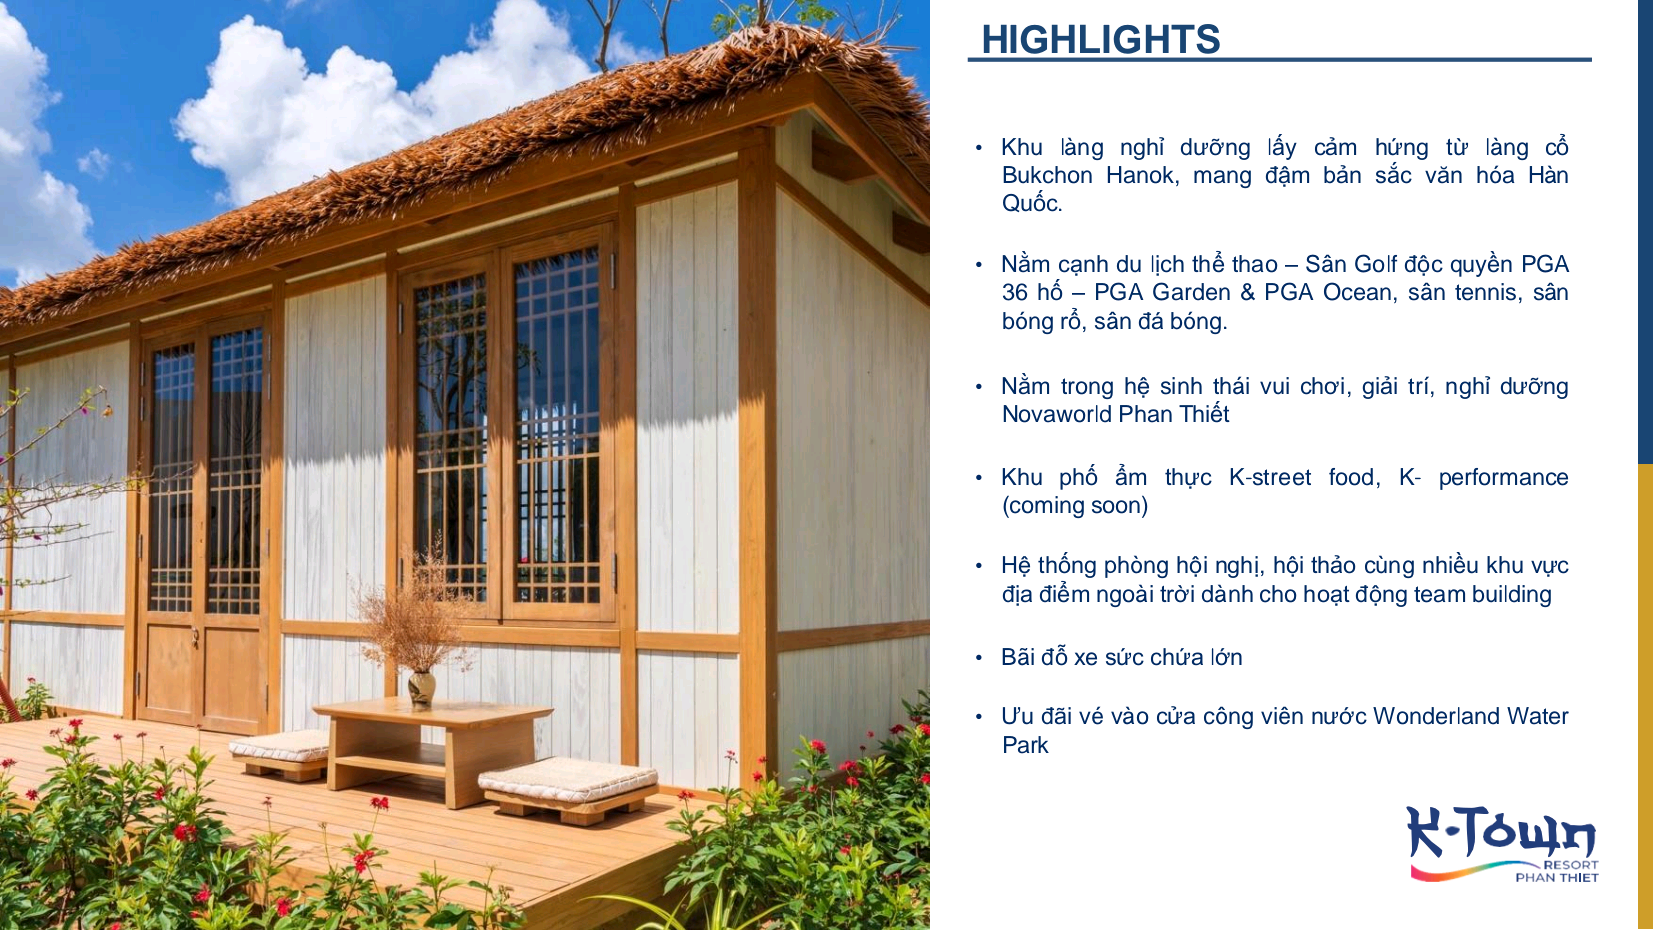 HIGHLIGHTS
• Khu làng nghỉ dưỡng lấy cảm hứng từ làng cổ
Bukchon Hanok, mang đậm bản sắc văn hóa Hàn
Quốc.
• Nằm cạnh du lịch thể thao – Sân Golf độc quyền PGA
36 hố – PGA Garden & PGA Ocean, sân tennis, sân
bóng rổ, sân đá bóng.
• Nằm trong hệ sinh thái vui chơi, giải trí, nghỉ dưỡng
Novaworld Phan Thiết
• Khu phố ẩm thực K-street food, K- performance
(coming soon)
• Hệ thống phòng hội nghị, hội thảo cùng nhiều khu vực
địa điểm ngoài trời dành cho hoạt động team building
• Bãi đỗ xe sức chứa lớn
• Ưu đãi vé vào cửa công viên nước Wonderland Water
Park
K-Town
RESORT
PHAN THIET